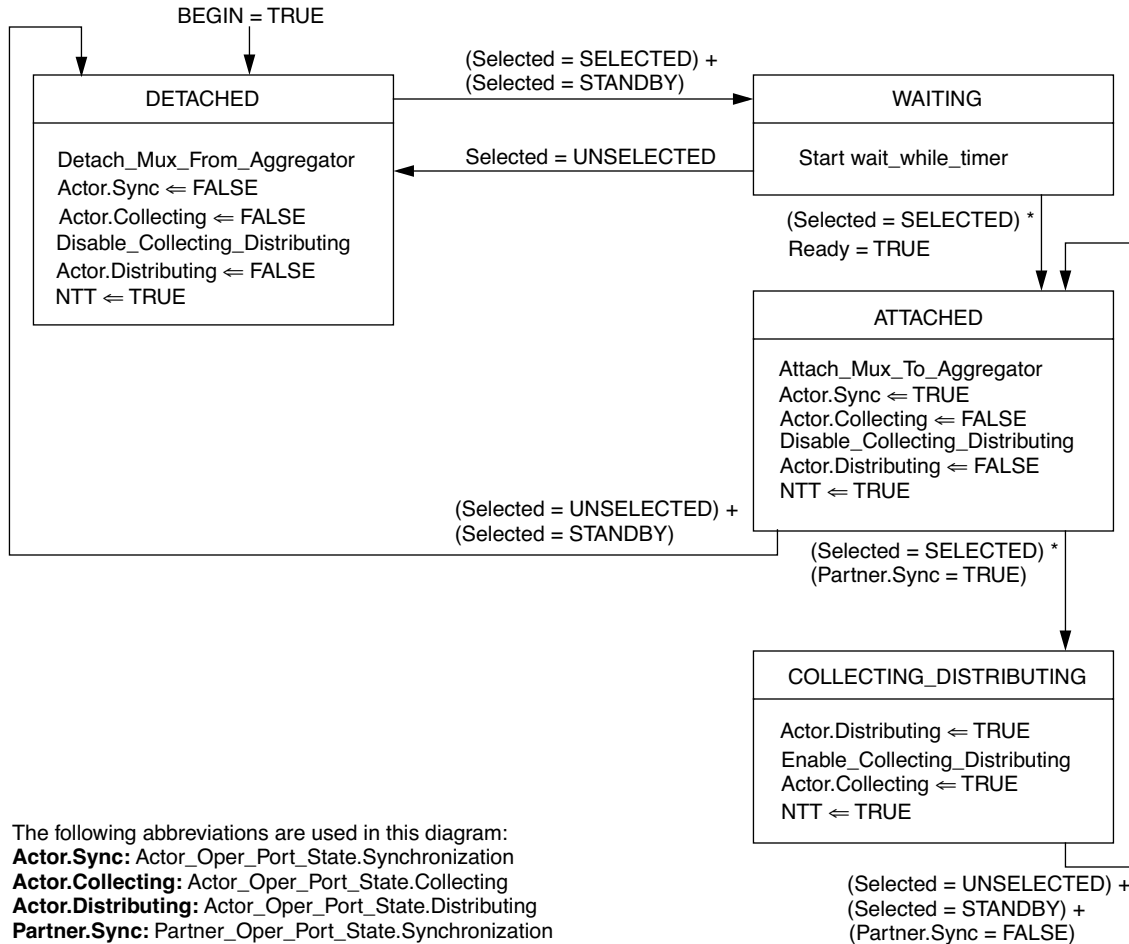 BEGIN = TRUE
(Selected = SELECTED) +
(Selected = STANDBY)
DETACHED
Detach_Mux_From_Aggregator
Actor.Sync ⇐ FALSE
Actor.Collecting ⇐ FALSE
Disable_Collecting_Distributing
Actor.Distributing ⇐ FALSE
NTT ⇐ TRUE
Selected = UNSELECTED
WAITING
Start wait_while_timer
(Selected = SELECTED) *
Ready = TRUE
ATTACHED
Attach_Mux_To_Aggregator
Actor.Sync ⇐ TRUE
Actor.Collecting ⇐ FALSE
Disable_Collecting_Distributing
Actor.Distributing ⇐ FALSE
NTT ⇐ TRUE
(Selected = UNSELECTED) +
(Selected = STANDBY)
(Selected = SELECTED) *
(Partner.Sync = TRUE)
COLLECTING_DISTRIBUTING
Actor.Distributing ⇐ TRUE
Enable_Collecting_Distributing
Actor.Collecting ⇐ TRUE
NTT ⇐ TRUE
(Selected = UNSELECTED) +
(Selected = STANDBY) +
(Partner.Sync = FALSE)
The following abbreviations are used in this diagram:
Actor.Sync: Actor_Oper_Port_State.Synchronization
Actor.Collecting: Actor_Oper_Port_State.Collecting
Actor.Distributing: Actor_Oper_Port_State.Distributing
Partner.Sync: Partner_Oper_Port_State.Synchronization